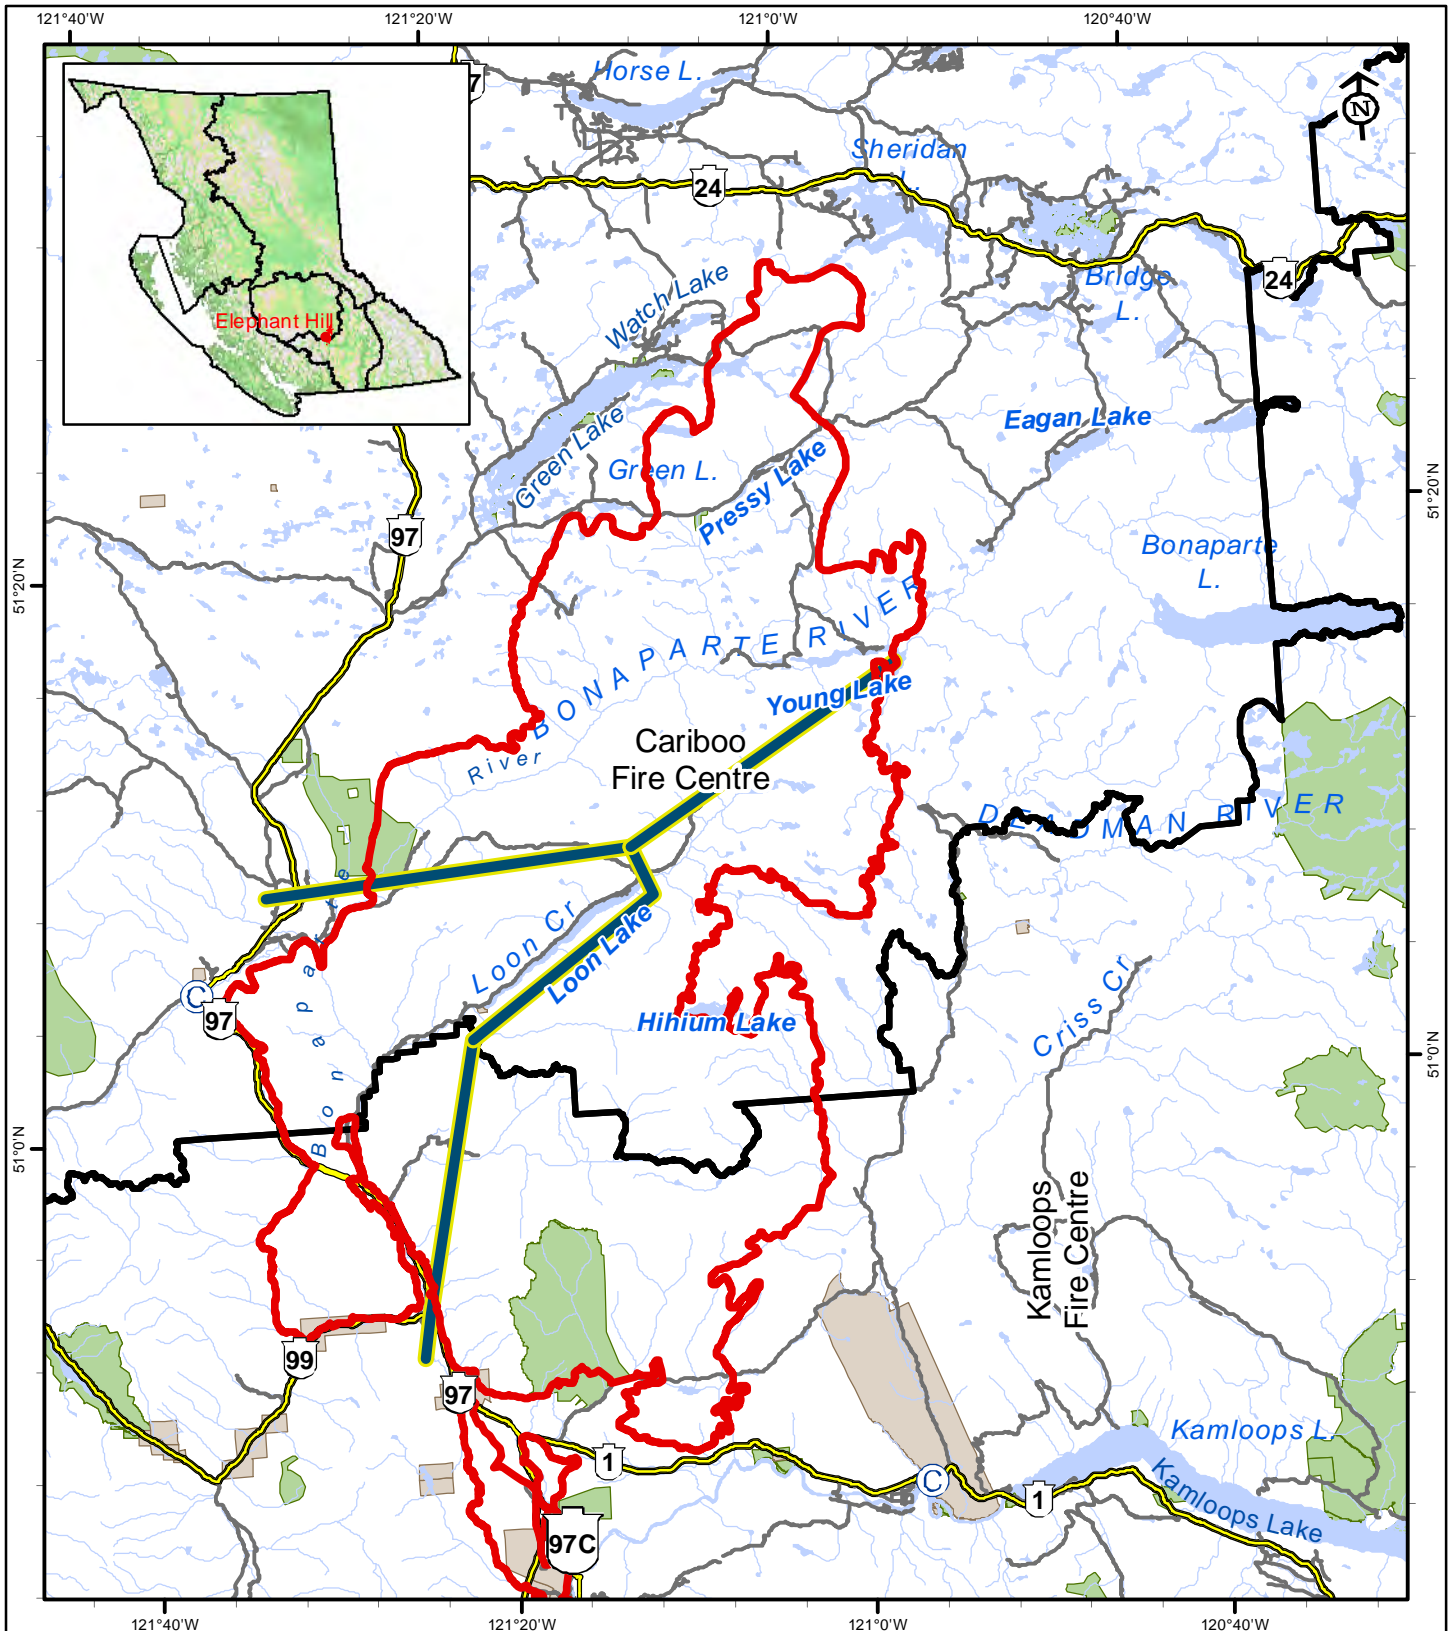 121°40'W
121°20'W
121°0'W
120°40'W
Horse L.
7
N
Sheridan
L.
24
24
Bridge
L.
Elephant Hill
Watch Lake
Green Lake
Green L.
Pressy Lake
Eagan Lake
51°20'N
51°20'N
97
Bonaparte
L.
BONAPARTE RIVER
Young Lake
River
Cariboo
Fire Centre
DEADMAN RIVER
Bonaparte
Loon Cr
Loon Lake
Hihium Lake
Criss Cr
C
97
51°0'N
51°0'N
Kamloops
Fire Centre
99
97
1
C
1
Kamloops L.
Kamloops Lake
97C
121°40'W
121°20'W
121°0'W
120°40'W